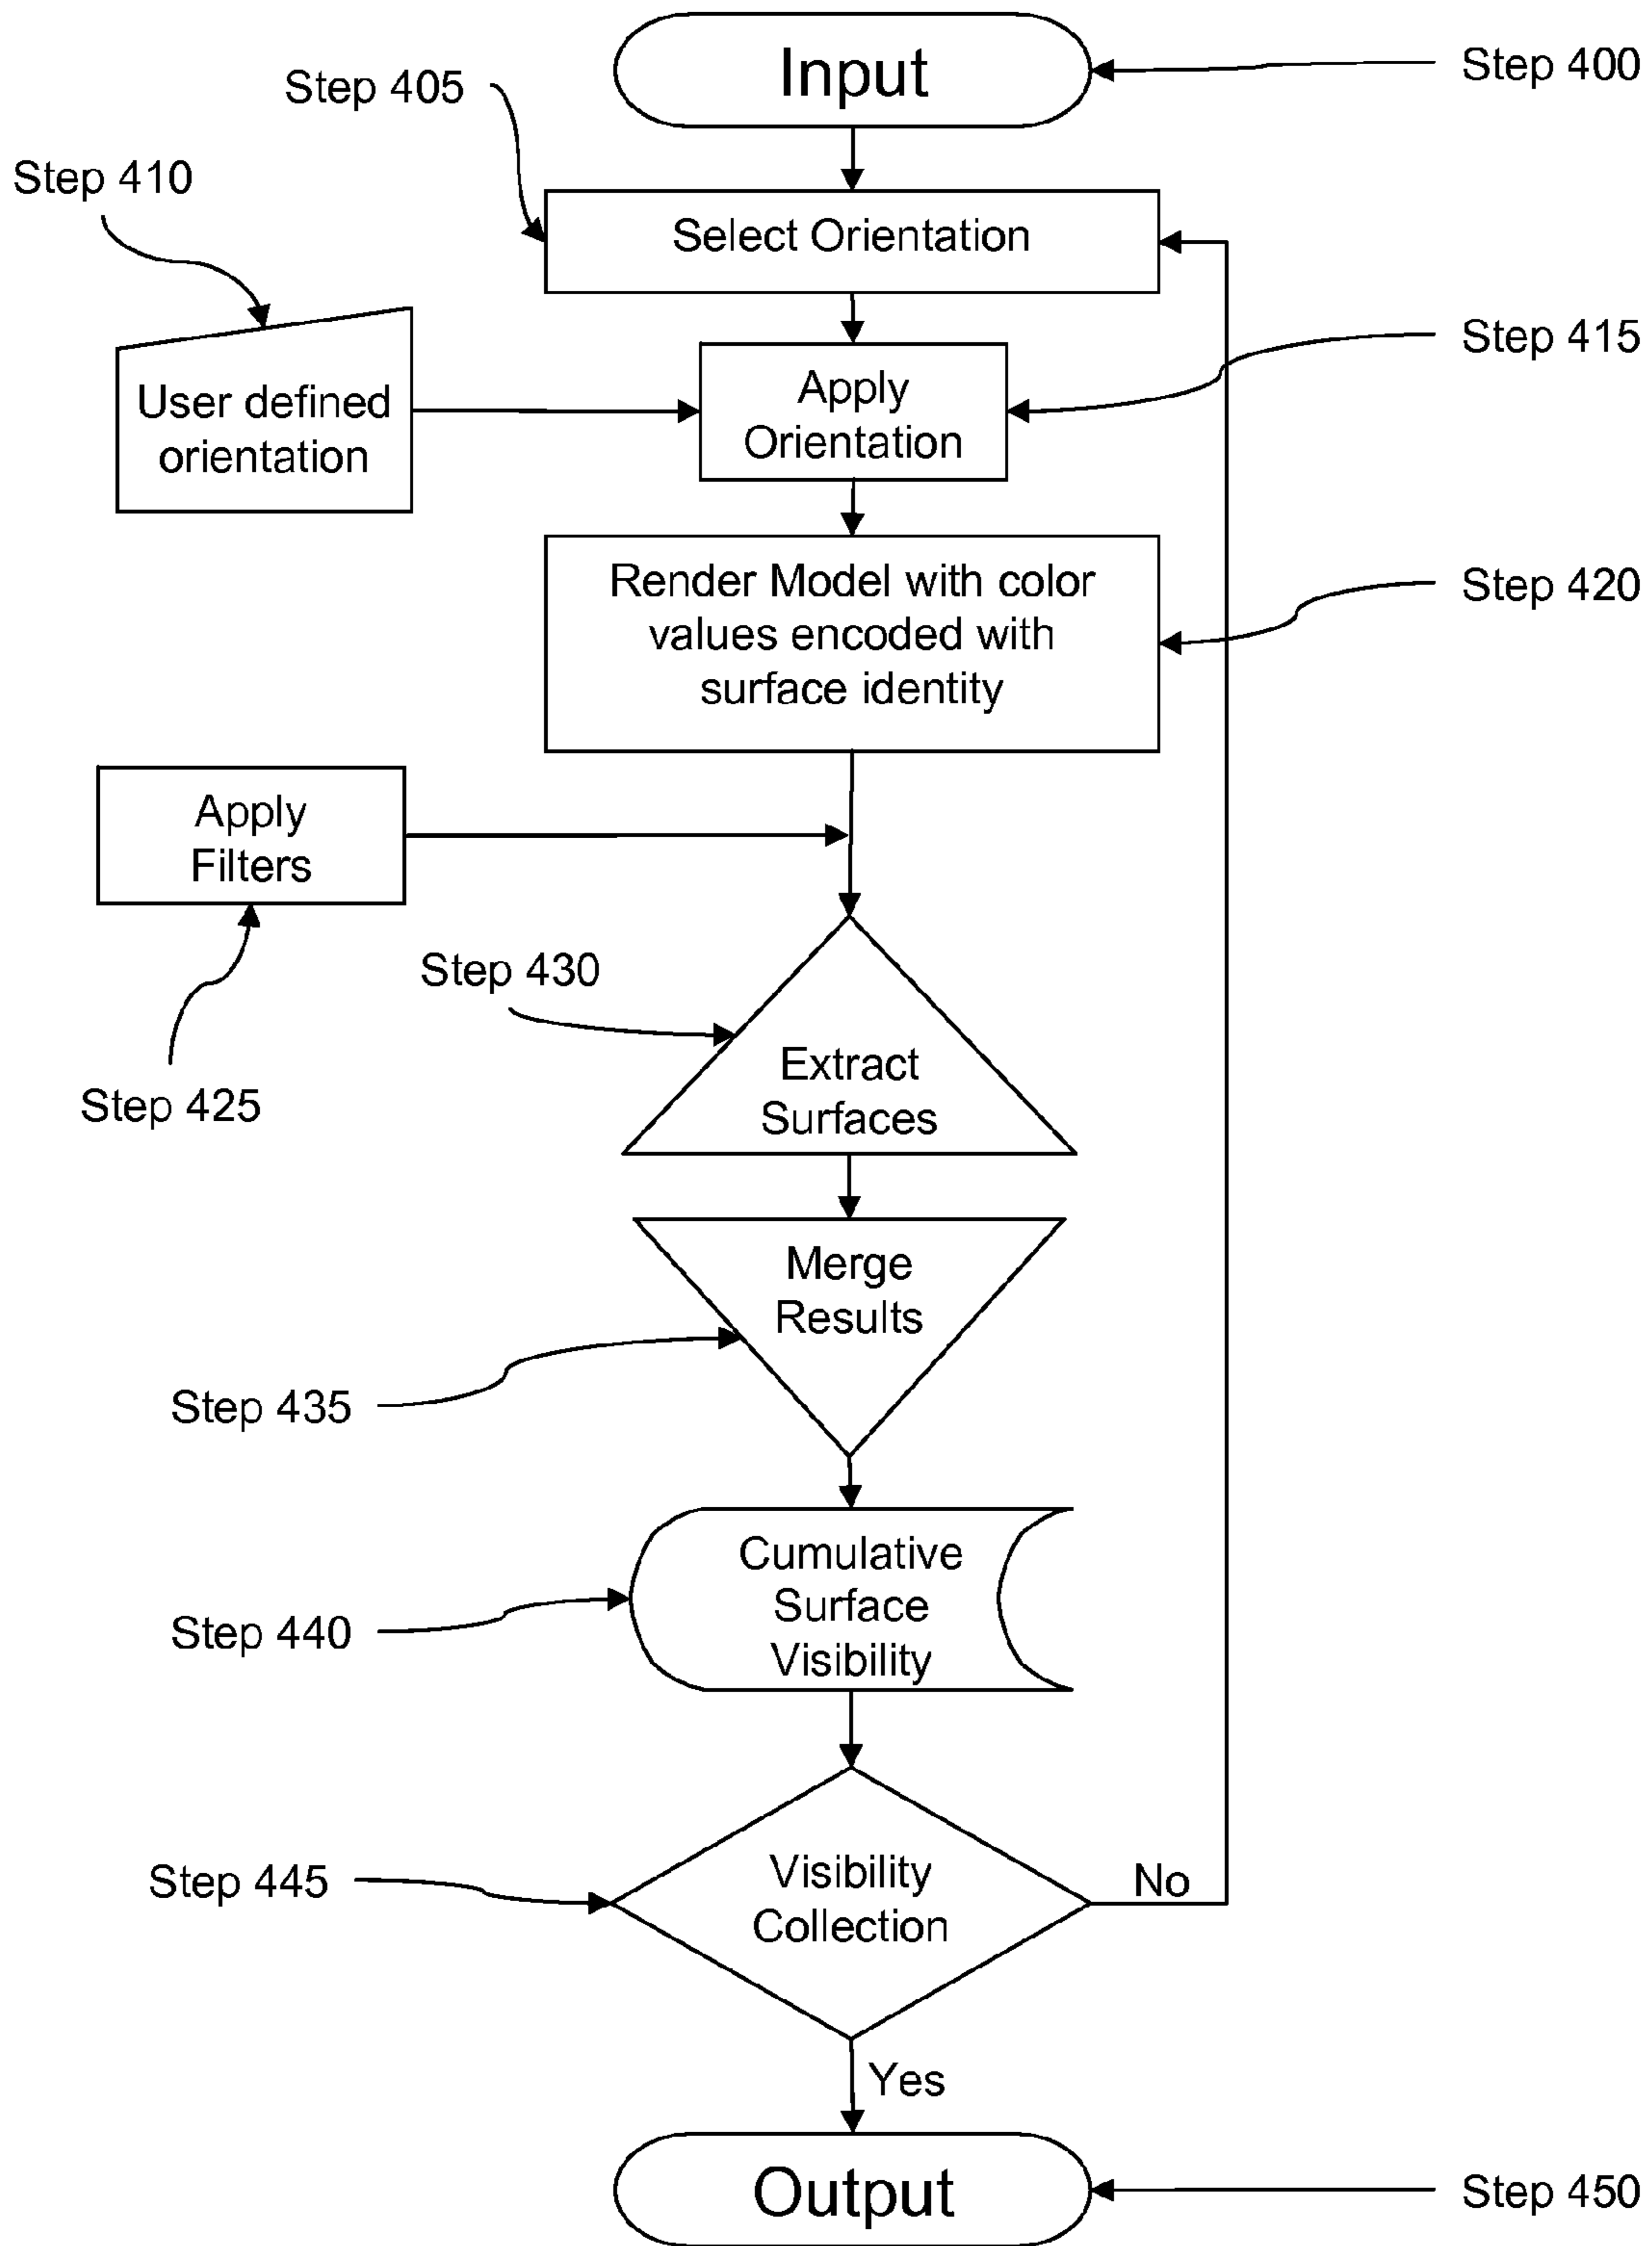 Input
Step 400
Step 405
Step 410
Select Orientation
Step 415
User defined
orientation
Apply
Orientation
Render Model with color
values encoded with
surface identity
Step 420
Apply
Filters
Step 425
Step 430
Extract
Surfaces
Merge
Results
Step 435
Cumulative
Surface
Visibility
Step 440
Step 445
Visibility
Collection
No
Yes
Output
Step 450